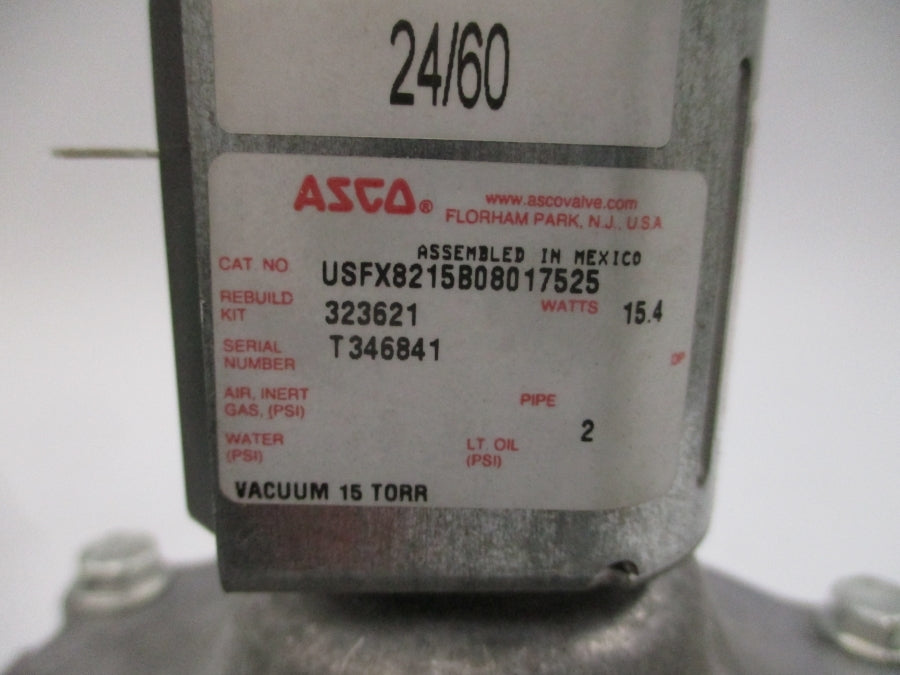 24/60
ASCO®
www.ascovalve.com
FLORHAM PARK, N.J., U.S.A
ASSEMBLED IN MEXICO
CAT. NO. USFX8215B08017525
REBUILD KIT 323621 WATTS 15.4
SERIAL NUMBER T346841
OP
AIR, INERT GAS, (PSI) PIPE 2
WATER (PSI) LT. OIL (PSI)
VACUUM 15 TORR